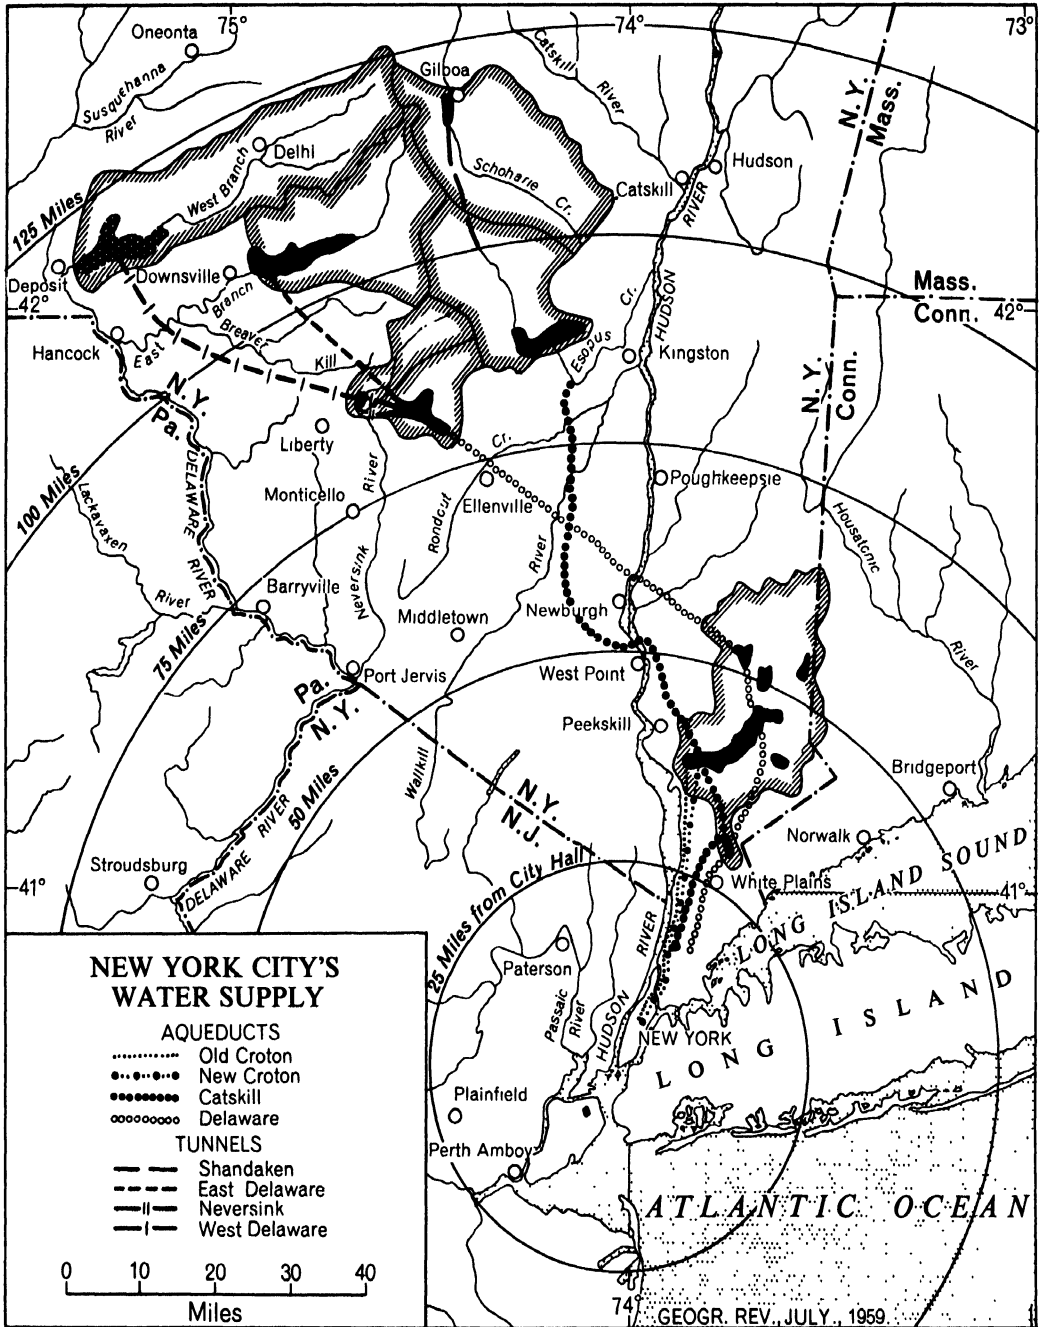 75°
74°
73°
Oneonta
Susquehanna
River
Gilboa
Catskill
River
N.Y.
Mass.
Delhi
West Branch
Schoharie
Cr.
Catskill
Hudson
RIVER
125 Miles
Deposit
Downsville
42°
Branch
East
Breaver
Kill
Hancock
Esopus
Cr.
HUDSON
Kingston
Mass.
Conn.
42°
N.Y.
Conn.
N.Y.
Pa.
Liberty
100 Miles
DELAWARE
RIVER
Lackavaxen
River
Monticello
River
Neversink
Rondout
Cr.
Ellenville
River
Poughkeepsie
Housatonic
River
Barryville
75 Miles
Middletown
Newburgh
West Point
Port Jervis
Pa.
N.Y.
Peekskill
Wallkill
50 Miles
N.Y.
N.J.
Bridgeport
Norwalk
Stroudsburg
DELAWARE
RIVER
41°
25 Miles from City Hall
White Plains
LONG ISLAND SOUND
41°
RIVER
HUDSON
Paterson
Passaic
River
NEW YORK
LONG ISLAND
Plainfield
Perth Amboy
ATLANTIC OCEAN
74°
GEOGR. REV., JULY., 1959.
NEW YORK CITY'S
WATER SUPPLY
AQUEDUCTS
Old Croton
New Croton
Catskill
Delaware
TUNNELS
Shandaken
East Delaware
Neversink
West Delaware
0 10 20 30 40
Miles